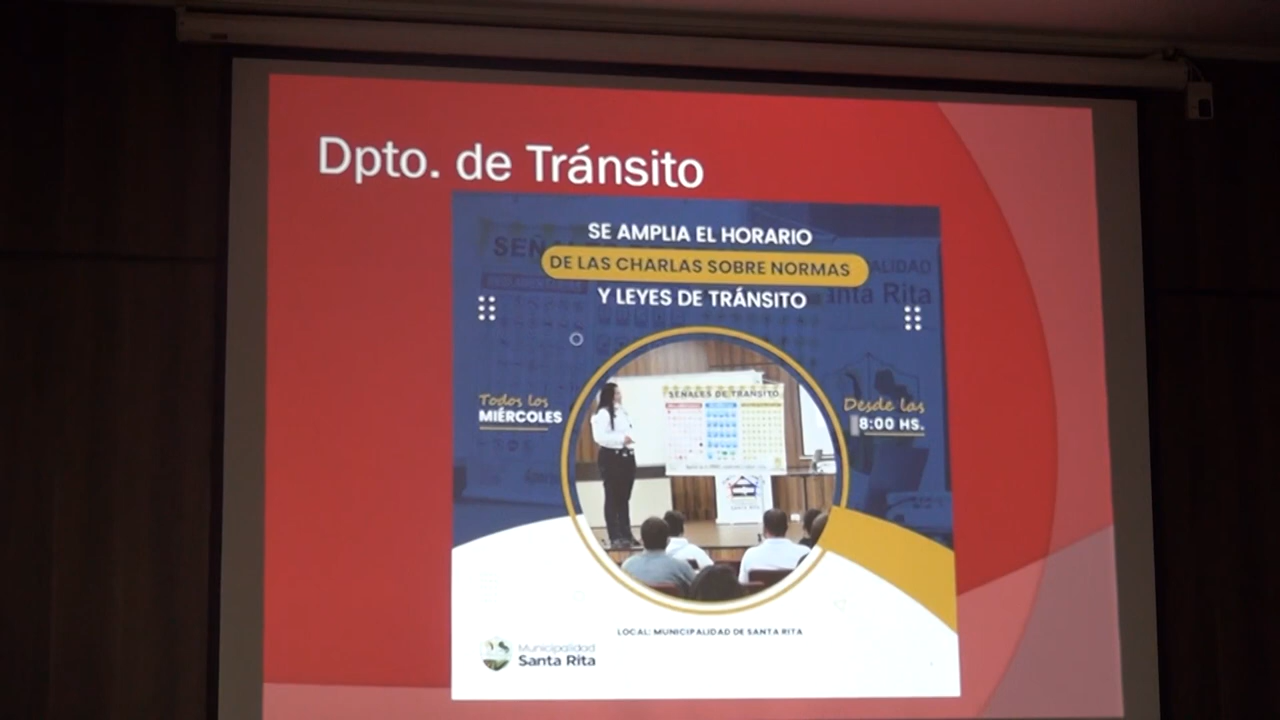 Dpto. de Tránsito
SE AMPLIA EL HORARIO
DE LAS CHARLAS SOBRE NORMAS
Y LEYES DE TRÁNSITO
Todos los
MIÉRCOLES
Desde las
8:00 HS.
SEÑALES DE TRÁNSITO
LOCAL: MUNICIPALIDAD DE SANTA RITA
Municipalidad
Santa Rita